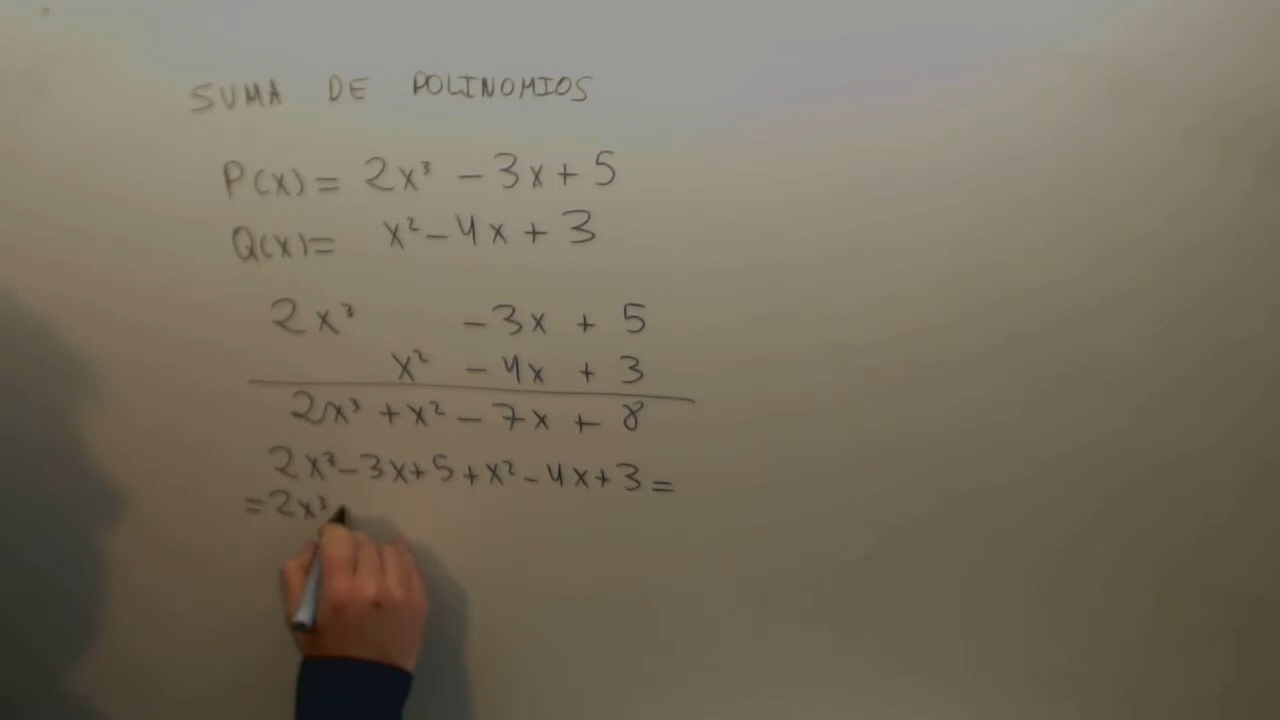 SUMA DE POLINOMIOS
P(X) = 2x³ - 3x + 5
Q(X) = x² - 4x + 3
2x³ - 3x + 5
x² - 4x + 3
2x³ + x² - 7x + 8
2x³ - 3x + 5 + x² - 4x + 3 =
= 2x³